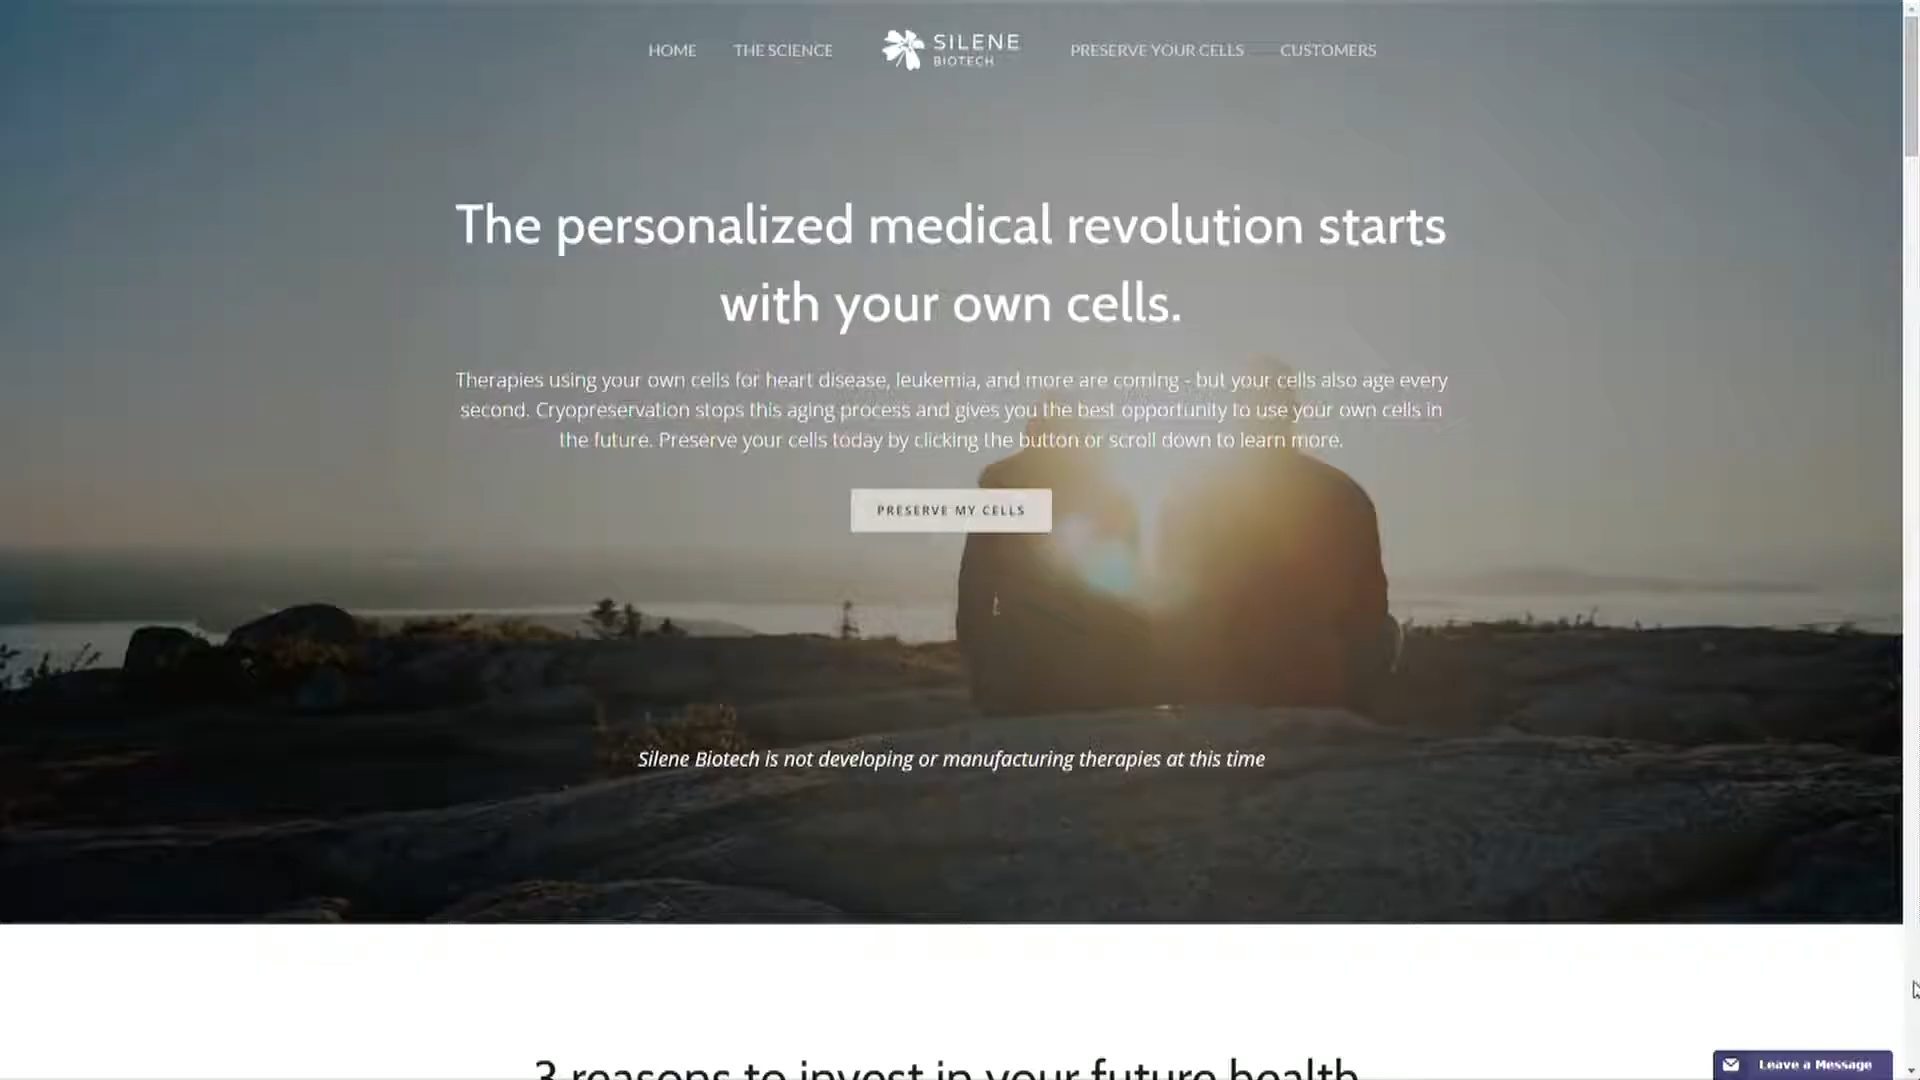 HOME
THE SCIENCE
SILENE
BIOTECH
PRESERVE YOUR CELLS
CUSTOMERS
The personalized medical revolution starts
with your own cells.
Therapies using your own cells for heart disease, leukemia, and more are coming - but your cells also age every
second. Cryopreservation stops this aging process and gives you the best opportunity to use your own cells in
the future. Preserve your cells today by clicking the button or scroll down to learn more.
PRESERVE MY CELLS
Silene Biotech is not developing or manufacturing therapies at this time
3 reasons to invest in your future health
Leave a Message